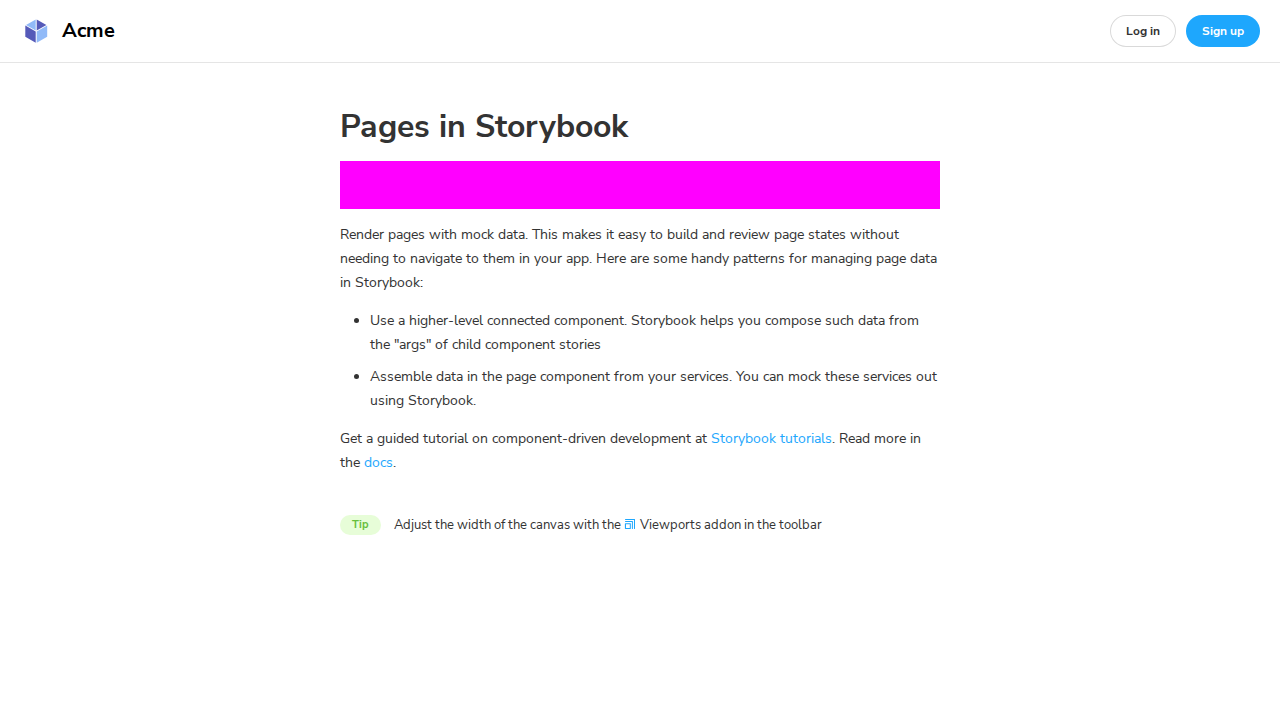 Acme
Log in
Sign up
Pages in Storybook
Render pages with mock data. This makes it easy to build and review page states without
needing to navigate to them in your app. Here are some handy patterns for managing page data
in Storybook:
Use a higher-level connected component. Storybook helps you compose such data from
the "args" of child component stories
Assemble data in the page component from your services. You can mock these services out
using Storybook.
Get a guided tutorial on component-driven development at Storybook tutorials. Read more in
the docs.
Tip
Adjust the width of the canvas with the Viewports addon in the toolbar